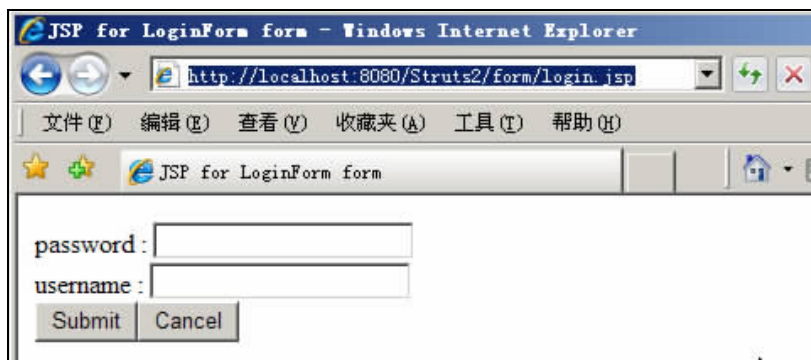 JSP for LoginForm form - Windows Internet Explorer
http://localhost:8080/Struts2/form/login.jsp
文件(F) 编辑(E) 查看(V) 收藏夹(A) 工具(T) 帮助(H)
JSP for LoginForm form
password :
username :
Submit Cancel